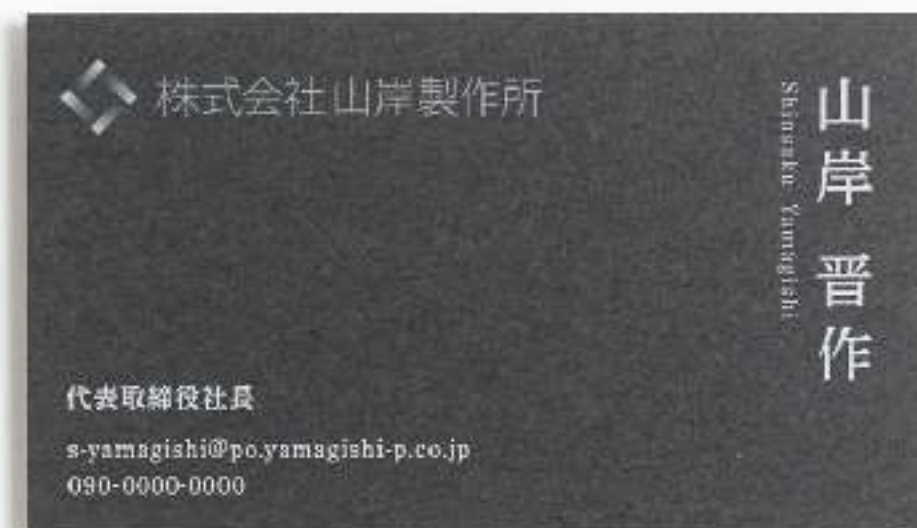 株式会社山岸製作所
山岸 晋作
Shinsaku Yamagishi
代表取締役社長
s-yamagishi@po.yamagishi-p.co.jp
090-0000-0000